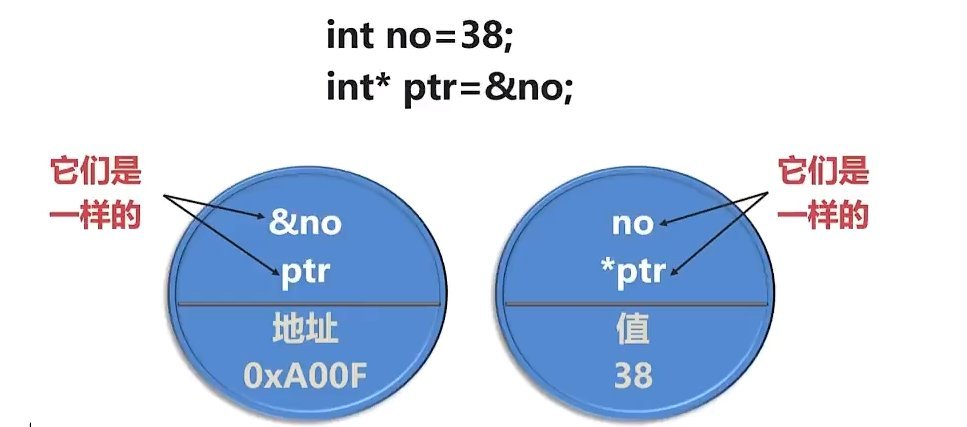 int no=38;
int* ptr=&no;
它们是
一样的
&no
ptr
地址
0xA00F
no
*ptr
值
38
它们是
一样的